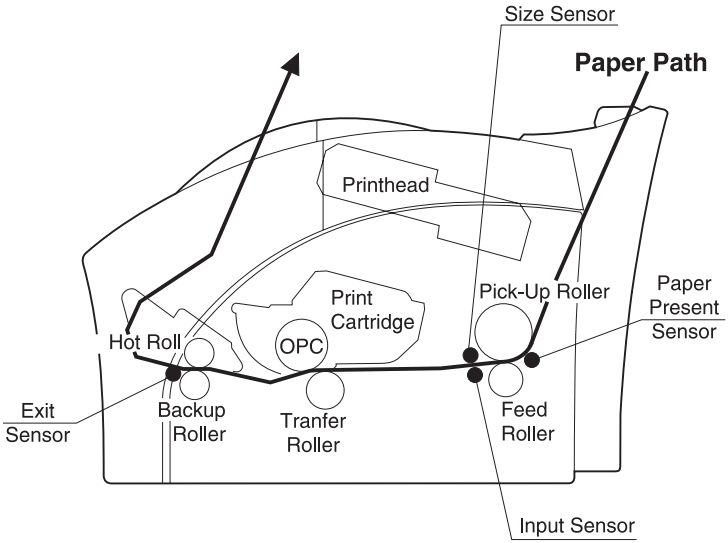 Size Sensor
Paper Path
Printhead
Pick-Up Roller
Paper
Present
Sensor
Print
Cartridge
Hot Roll
OPC
Exit
Sensor
Backup
Roller
Tranfer
Roller
Feed
Roller
Input Sensor